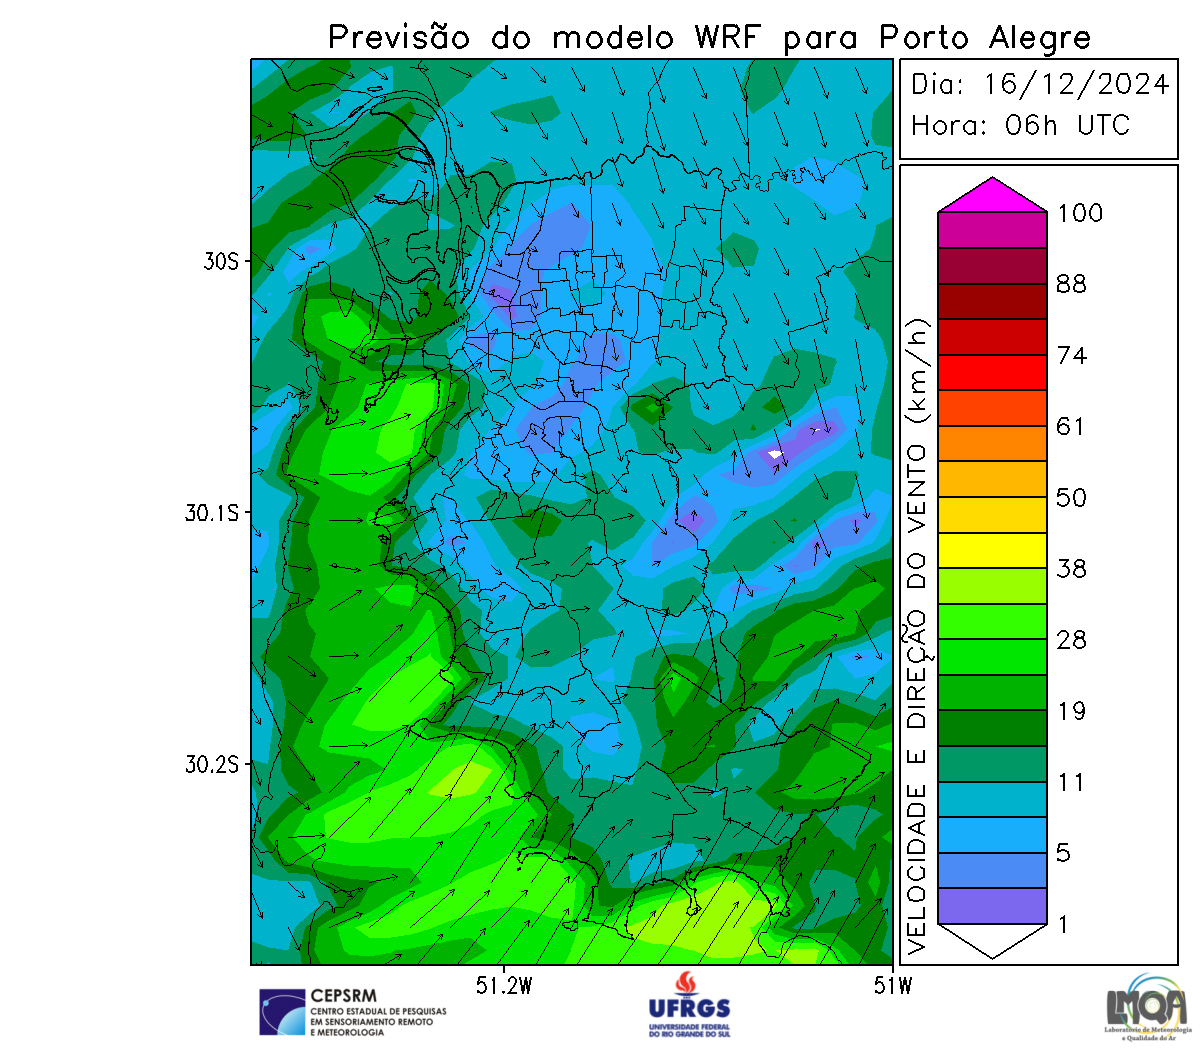 Previsão do modelo WRF para Porto Alegre
Dia: 16/12/2024
Hora: 06h UTC
30S
30.1S
30.2S
51.2W
51W
VELOCIDADE E DIREÇÃO DO VENTO (km/h)
100
88
74
61
50
38
28
19
11
5
1
CEPSRM
CENTRO ESTADUAL DE PESQUISAS
EM SENSORIAMENTO REMOTO
E METEOROLOGIA
UFRGS
UNIVERSIDADE FEDERAL
DO RIO GRANDE DO SUL
LMQA
Laboratório de Meteorologia
e Qualidade do Ar